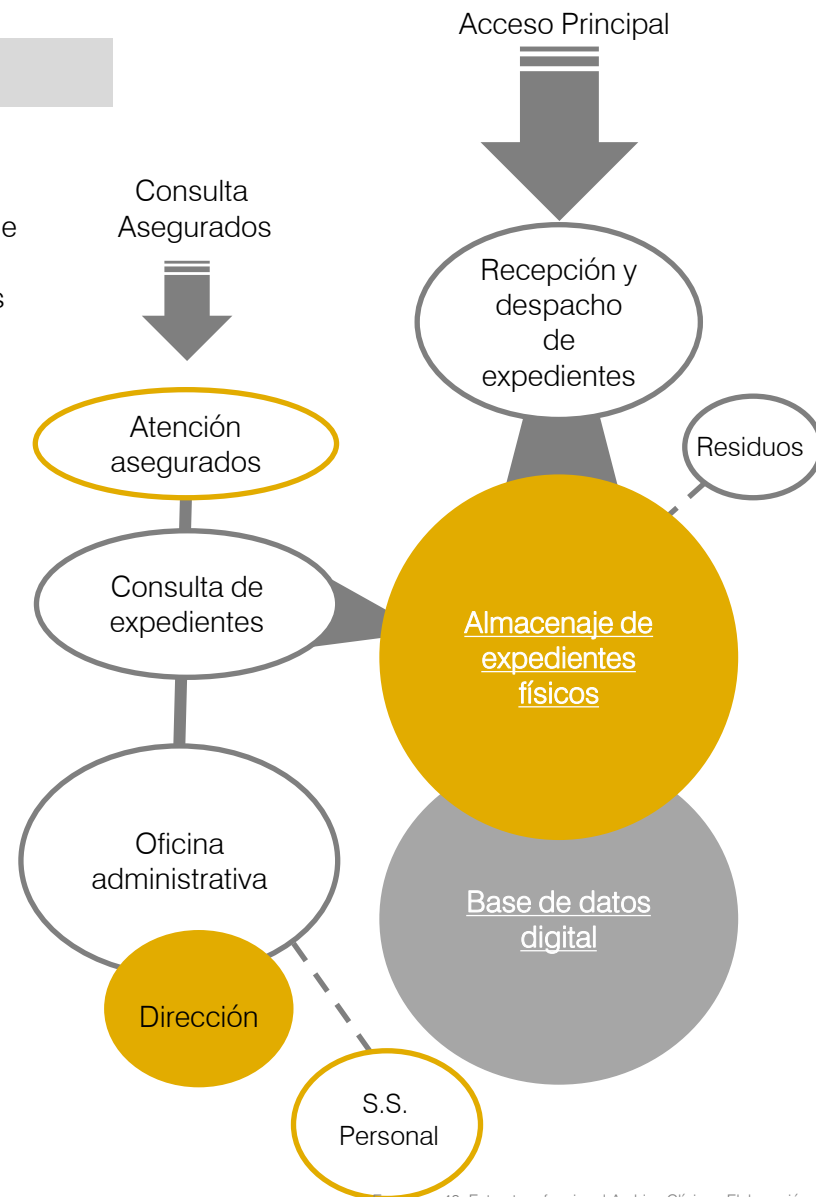 Acceso Principal
Consulta
Asegurados
e
s
Recepción y
despacho
de
expedientes
Atención
asegurados
Residuos
Consulta de
expedientes
Almacenaje de
expedientes
físicos
Oficina
administrativa
Base de datos
digital
Dirección
S.S.
Personal